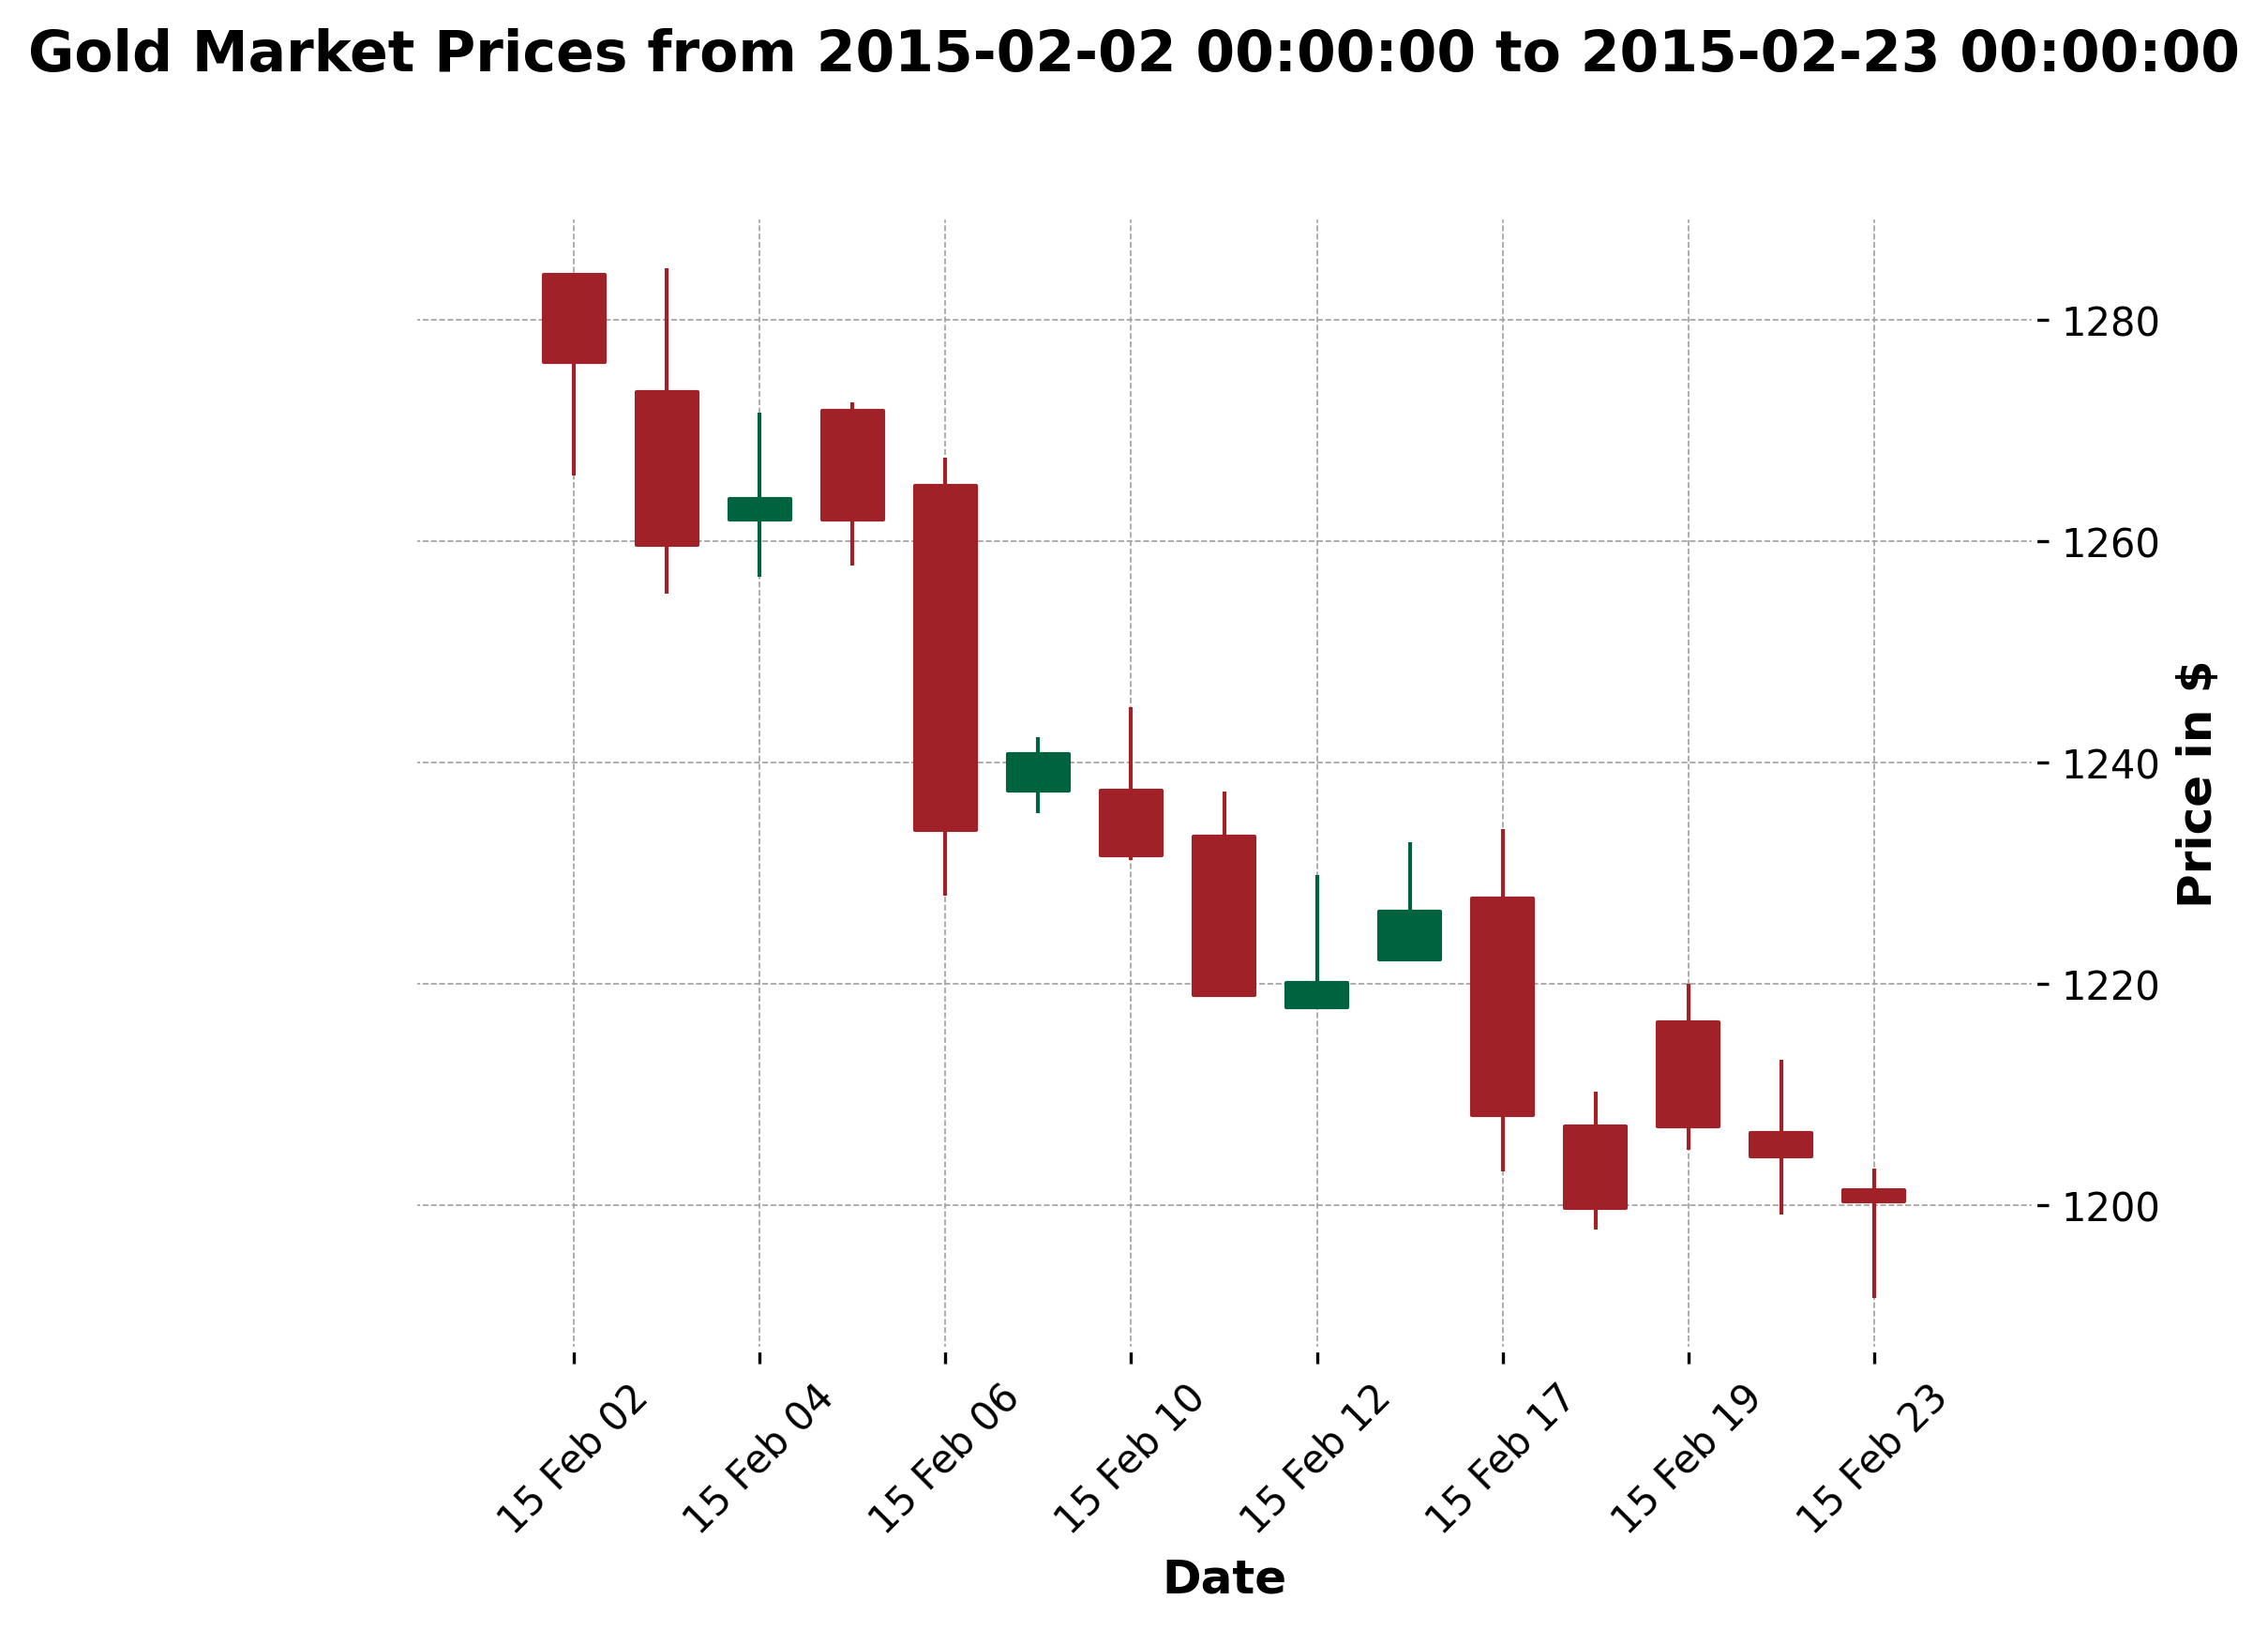 Gold Market Prices from 2015-02-02 00:00:00 to 2015-02-23 00:00:00
1280
1260
1240
1220
1200
Price in $
15 Feb 02
15 Feb 04
15 Feb 06
15 Feb 10
15 Feb 12
15 Feb 17
15 Feb 19
15 Feb 23
Date